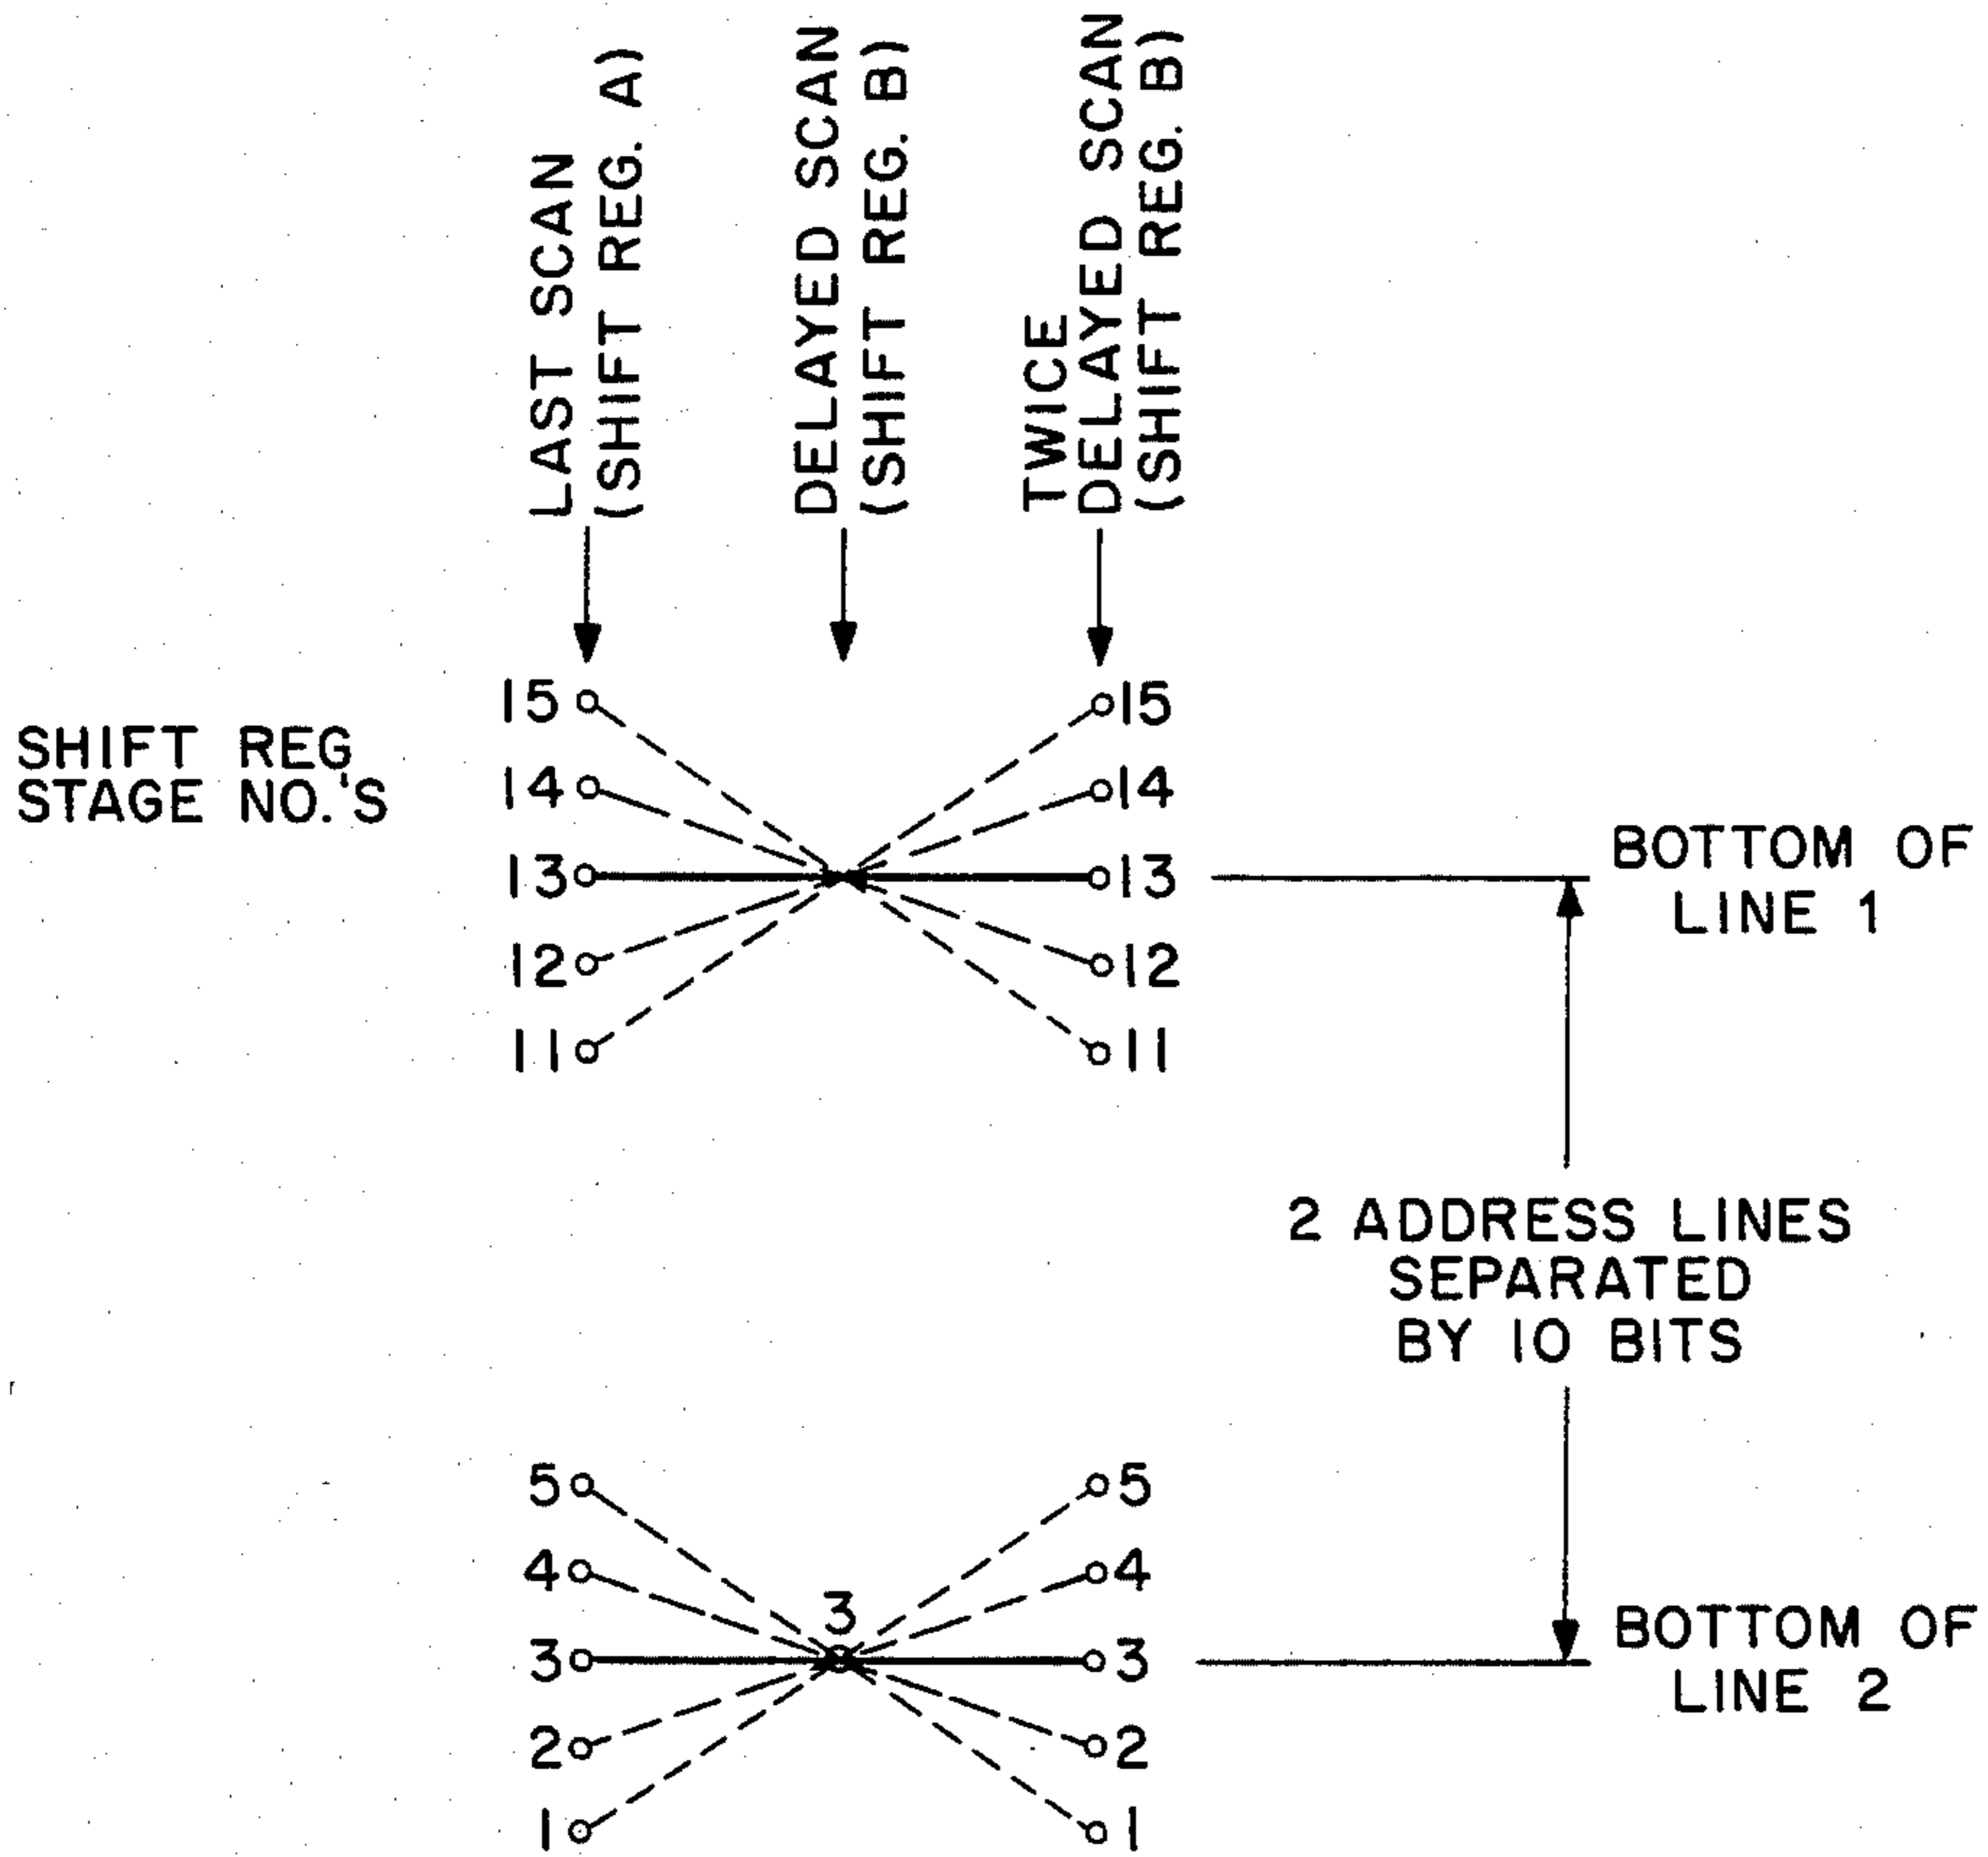 LAST SCAN
(SHIFT REG. A)
DELAYED SCAN
(SHIFT REG. B)
TWICE
DELAYED SCAN
(SHIFT REG. B)
SHIFT REG
STAGE NO.'S
15
14
13
12
11
15
14
13
12
11
BOTTOM OF
LINE 1
2 ADDRESS LINES
SEPARATED
BY 10 BITS
5
4
3
2
1
3
5
4
3
2
1
BOTTOM OF
LINE 2